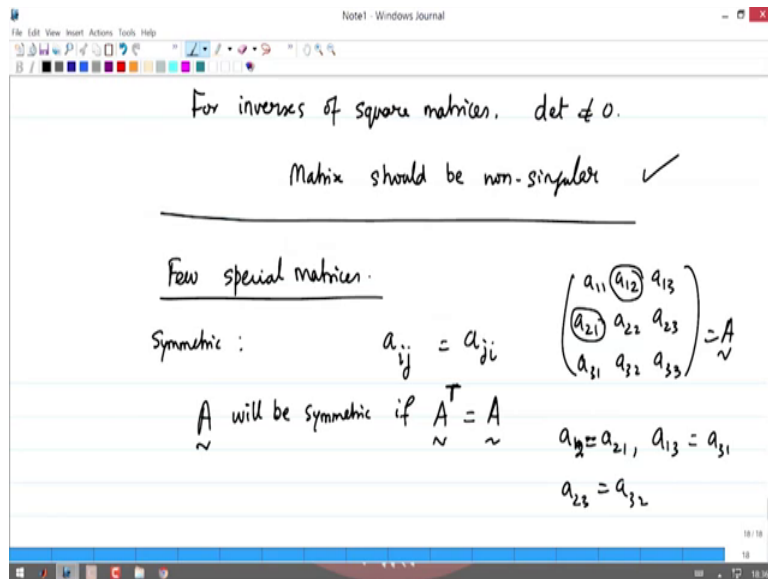 Note1 - Windows Journal
File Edit View Insert Actions Tools Help
B I
For inverses of square matrices. det ≠ 0.
Matrix should be non-singular ✓
Few special matrices.
Symmetric : a_ij = a_ji
A will be symmetric if A^T = A
a11 a12 a13
a21 a22 a23 = A
a31 a32 a33
a12 = a21, a13 = a31
a23 = a32
18/18
18